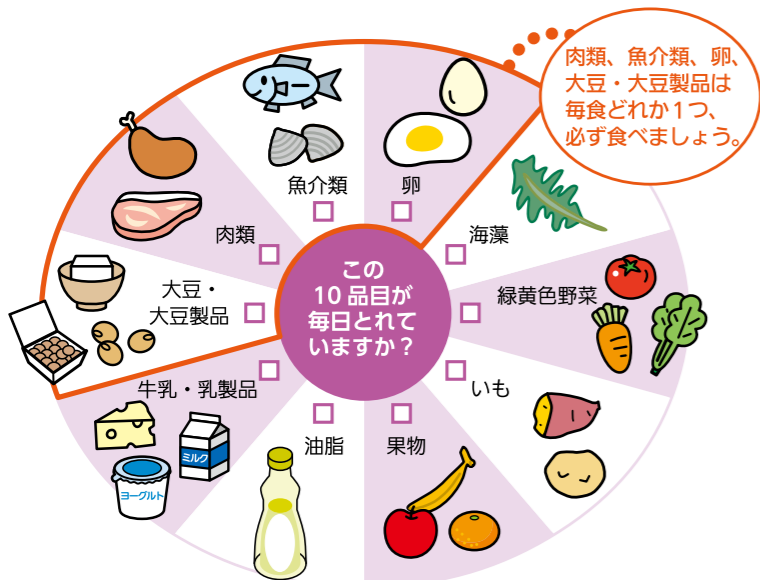 肉類、魚介類、卵、
大豆・大豆製品は
毎食どれか1つ、
必ず食べましょう。
魚介類
卵
肉類
海藻
大豆・
大豆製品
緑黄色野菜
この
10品目が
毎日とれて
いますか？
牛乳・乳製品
いも
油脂
果物
ミルク
ヨーグルト